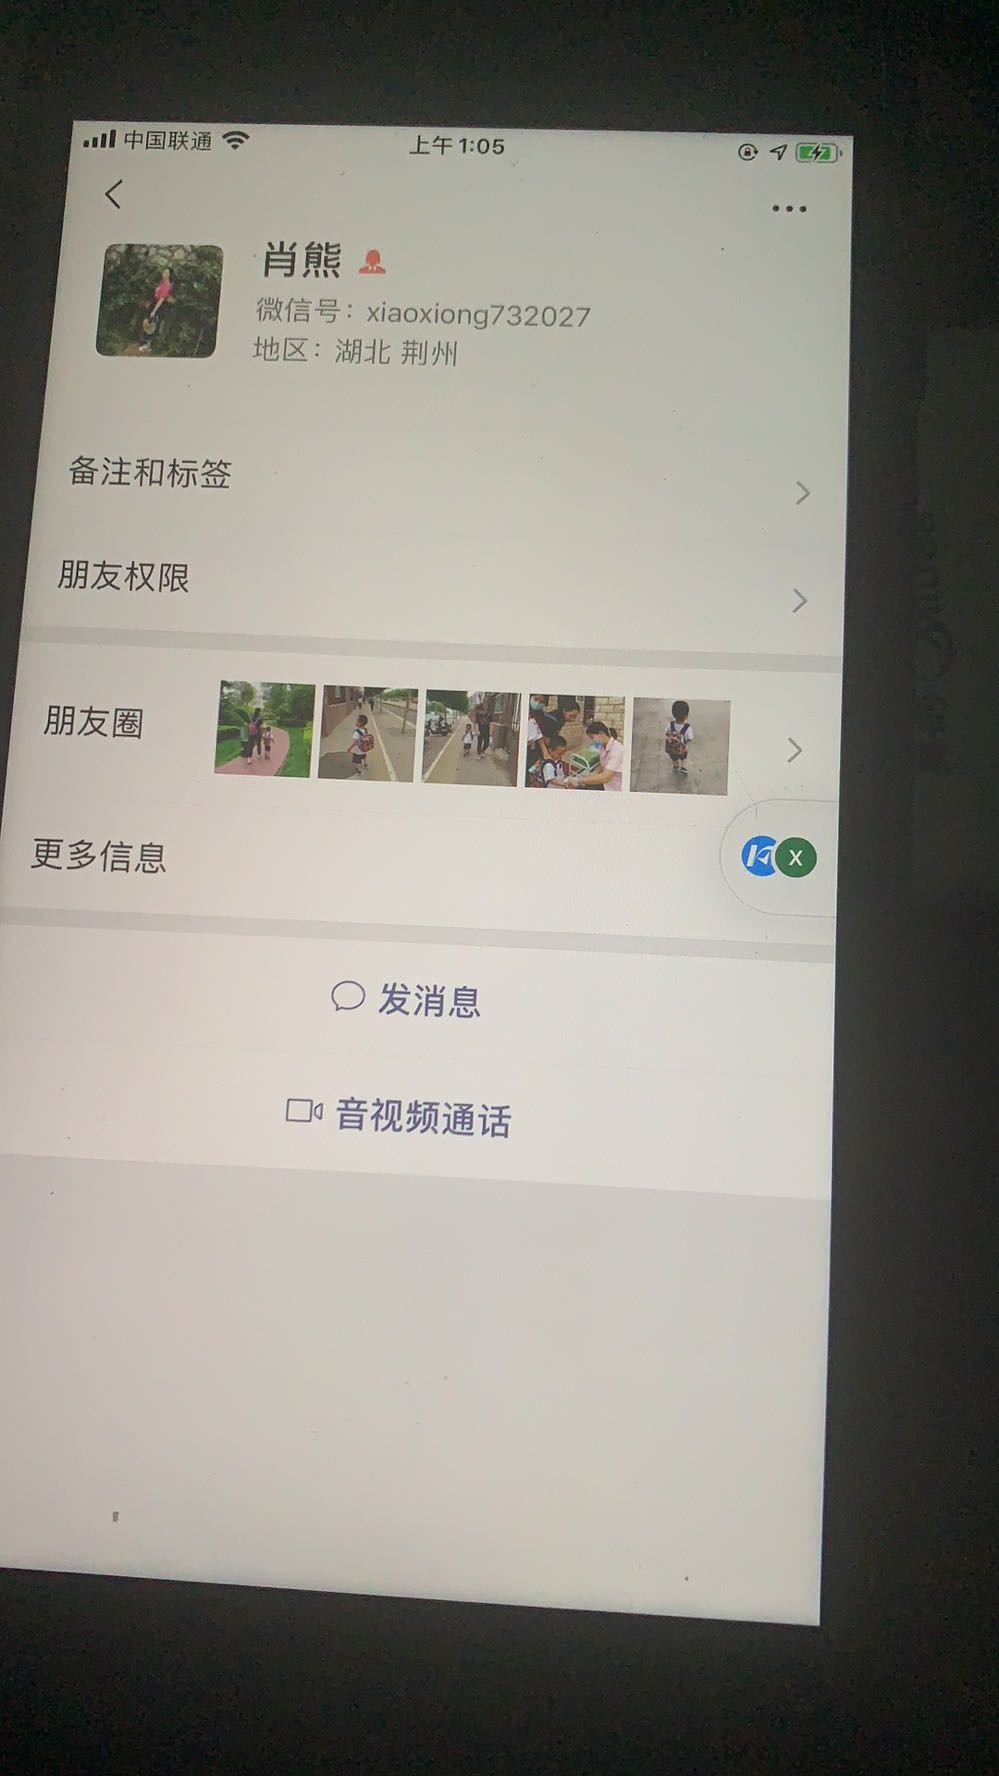 中国联通
上午1:05
肖熊
微信号：xiaoxiong732027
地区：湖北 荆州
备注和标签
朋友权限
朋友圈
更多信息
X
发消息
音视频通话